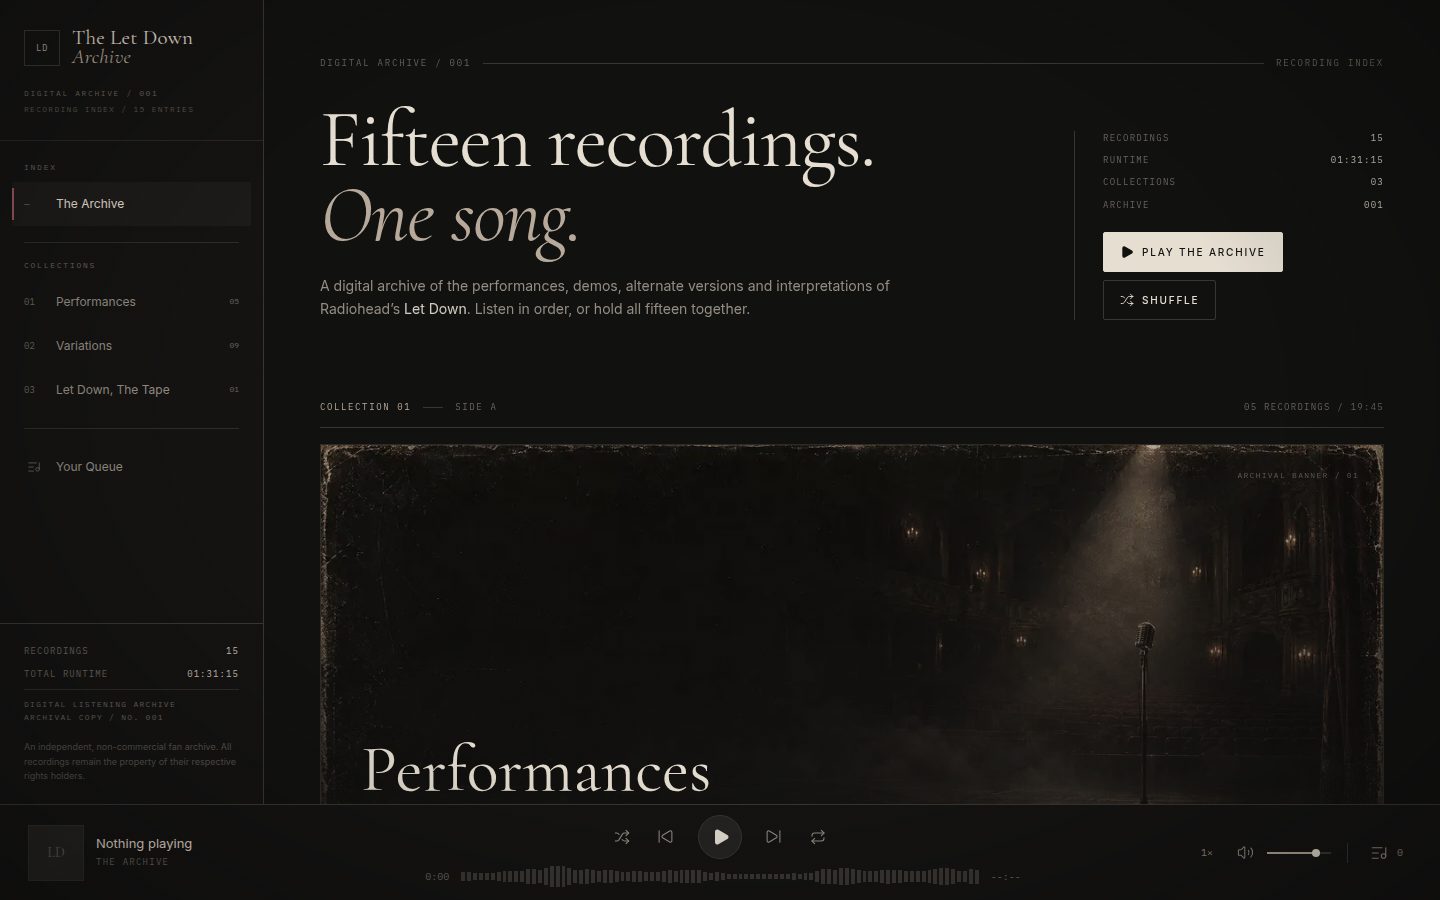 LD
The Let Down
Archive
DIGITAL ARCHIVE / 001
RECORDING INDEX / 15 ENTRIES
INDEX
— The Archive
COLLECTIONS
01 Performances 05
02 Variations 09
03 Let Down, The Tape 01
Your Queue
RECORDINGS 15
TOTAL RUNTIME 01:31:15
DIGITAL LISTENING ARCHIVE
ARCHIVAL COPY / NO. 001
An independent, non-commercial fan archive. All
recordings remain the property of their respective
rights holders.
DIGITAL ARCHIVE / 001 RECORDING INDEX
Fifteen recordings.
One song.
A digital archive of the performances, demos, alternate versions and interpretations of
Radiohead’s Let Down. Listen in order, or hold all fifteen together.
RECORDINGS 15
RUNTIME 01:31:15
COLLECTIONS 03
ARCHIVE 001
PLAY THE ARCHIVE
SHUFFLE
COLLECTION 01 SIDE A 05 RECORDINGS / 19:45
ARCHIVAL BANNER / 01
Performances
LD
Nothing playing
THE ARCHIVE
0:00 --:--
1× 0